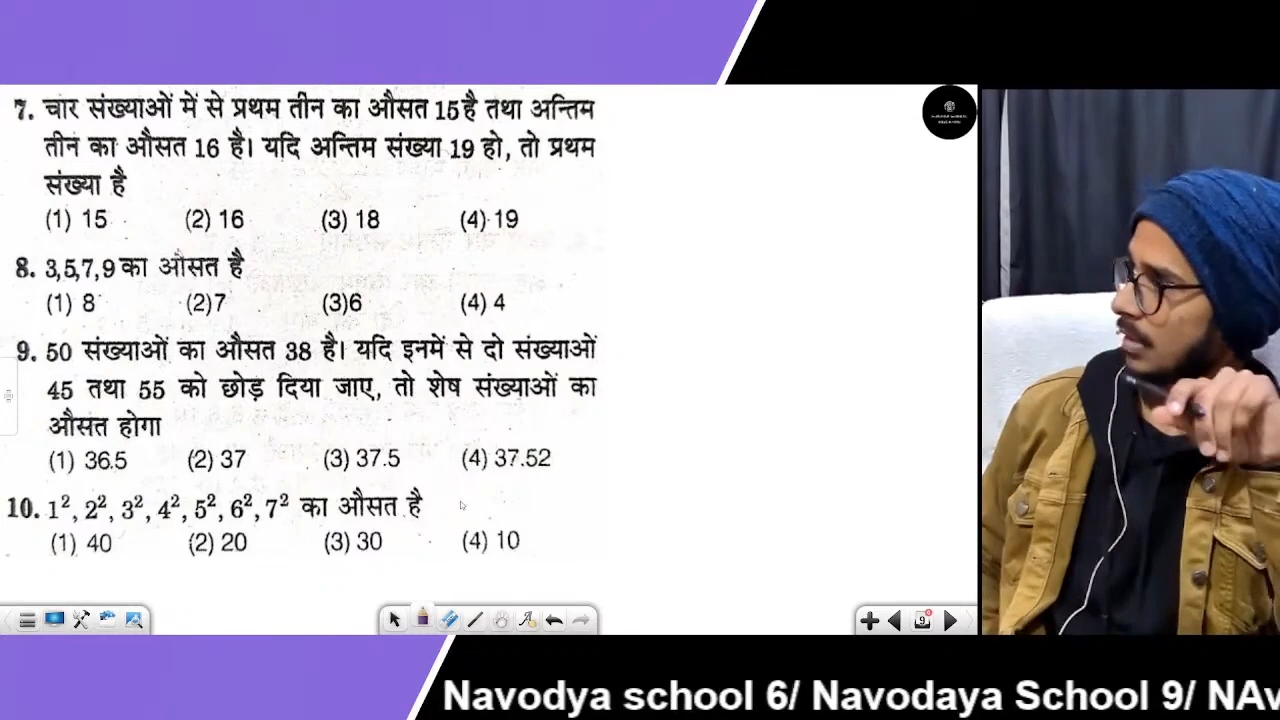 7. चार संख्याओं में से प्रथम तीन का औसत 15 है तथा अन्तिम
तीन का औसत 16 है। यदि अन्तिम संख्या 19 हो, तो प्रथम
संख्या है
(1) 15 (2) 16 (3) 18 (4) 19
8. 3,5,7,9 का औसत है
(1) 8 (2) 7 (3) 6 (4) 4
9. 50 संख्याओं का औसत 38 है। यदि इनमें से दो संख्याओं
45 तथा 55 को छोड़ दिया जाए, तो शेष संख्याओं का
औसत होगा
(1) 36.5 (2) 37 (3) 37.5 (4) 37.52
10. 1², 2², 3², 4², 5², 6², 7² का औसत है
(1) 40 (2) 20 (3) 30 (4) 10
9
Navodya school 6/ Navodaya School 9/ NAv